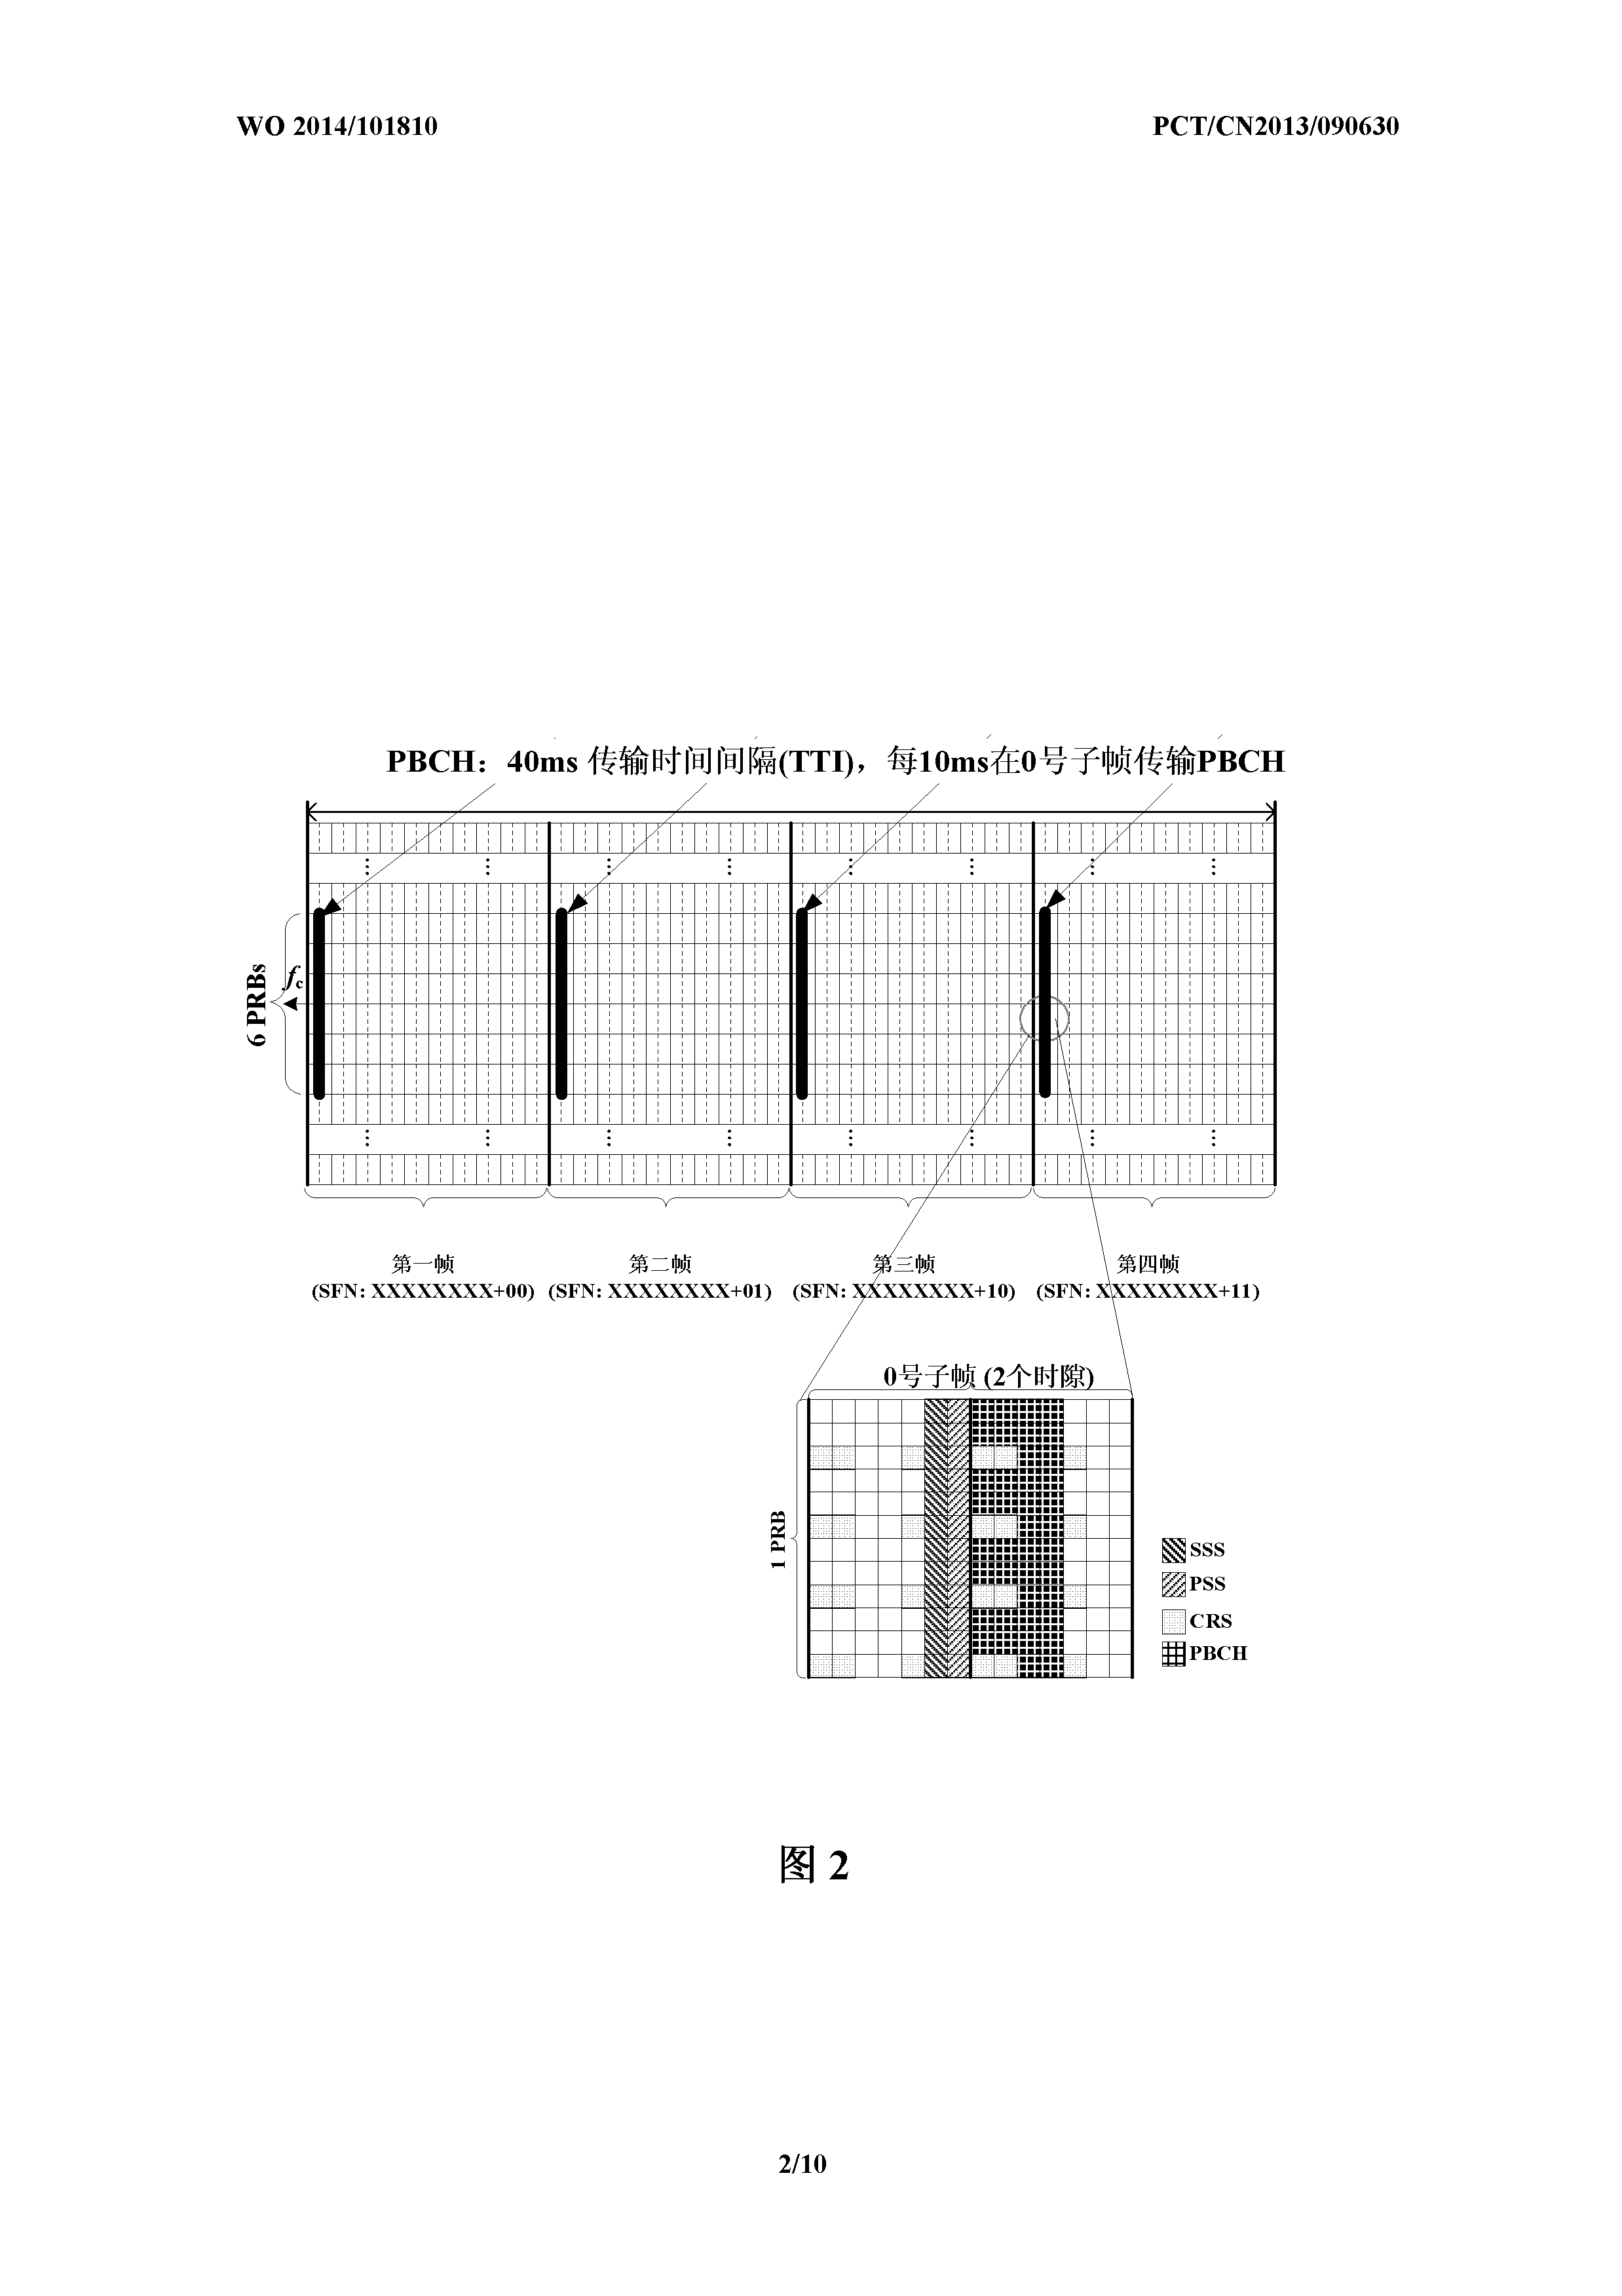 WO 2014/101810 PCT/CN2013/090630
PBCH：40ms 传输时间间隔(TTI)，每10ms在0号子帧传输PBCH
6 PRBs
fc
第一帧 第二帧 第三帧 第四帧
(SFN: XXXXXXXX+00) (SFN: XXXXXXXX+01) (SFN: XXXXXXXX+10) (SFN: XXXXXXXX+11)
0号子帧 (2个时隙)
1 PRB
SSS
PSS
CRS
PBCH
图 2
2/10